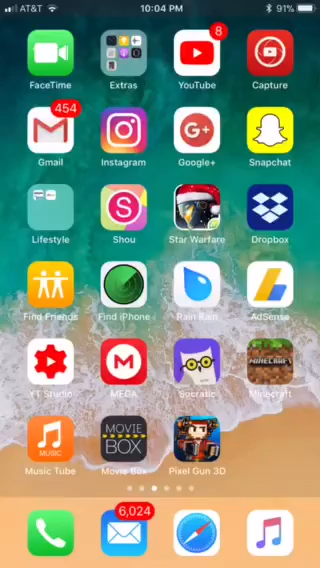 AT&T 10:04 PM 91%
8
FaceTime Extras YouTube Capture
454
Gmail Instagram Google+ Snapchat
Lifestyle Shou Star Warfare Dropbox
Find Friends Find iPhone Rain Rain AdSense
MINECRAFT
YT Studio MEGA Socratic Minecraft
MUSIC MOVIE BOX
Music Tube Movie Box Pixel Gun 3D
6,024